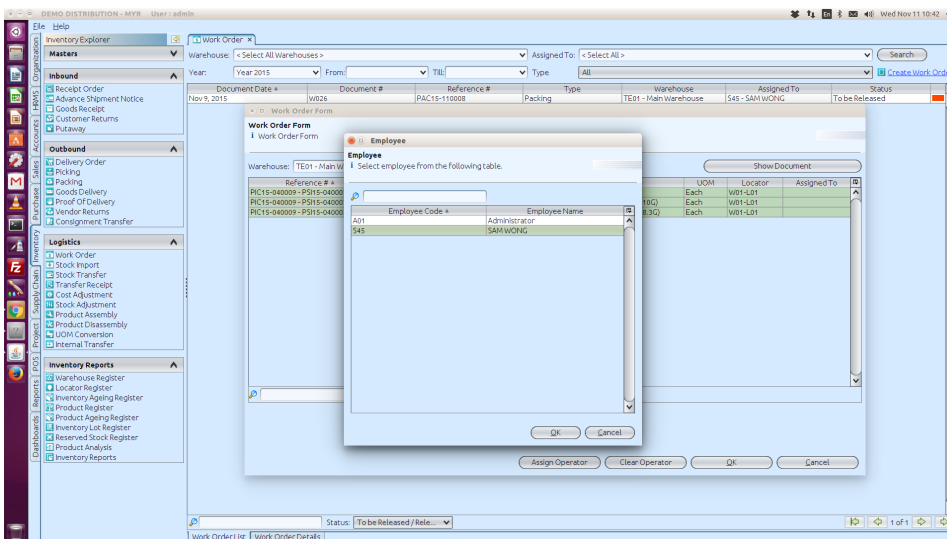 DEMO DISTRIBUTION - MYR User : admin
Wed Nov 11 10:42
File Help
Inventory Explorer
Work Order
Masters
Warehouse: < Select All Warehouses > Assigned To: < Select All > Search
Year: Year 2015 From: Till: Type All Create Work Orde
Inbound
Receipt Order
Advance Shipment Notice
Goods Receipt
Customer Returns
Putaway
Outbound
Delivery Order
Picking
Packing
Goods Delivery
Proof Of Delivery
Vendor Returns
Consignment Transfer
Logistics
Work Order
Stock Import
Stock Transfer
Transfer Receipt
Cost Adjustment
Stock Adjustment
Product Assembly
Product Disassembly
UOM Conversion
Internal Transfer
Inventory Reports
Warehouse Register
Locator Register
Inventory Ageing Register
Product Register
Product Ageing Register
Inventory Lot Register
Reserved Stock Register
Product Analysis
Inventory Reports
Organization
HRMS
Accounts
Sales
Purchase
Inventory
Supply Chain
Project
POS
Reports
Dashboards
Document Date Document # Reference # Type Warehouse Assigned To Status
Nov 9, 2015 W026 PAC15-110008 Packing TE01 - Main Warehouse S45 - SAM WONG To be Released
Work Order Form
Work Order Form
Work Order Form
Warehouse: TE01 - Main W Show Document
Reference # UOM Locator Assigned To
PIC15-040009 - PSI15-04000 Each W01-L01
PIC15-040009 - PSI15-04000 10G) Each W01-L01
PIC15-040009 - PSI15-04000 8.3G) Each W01-L01
Employee
Employee
Select employee from the following table.
Employee Code Employee Name
A01 Administrator
S45 SAM WONG
OK Cancel
Assign Operator Clear Operator OK Cancel
Status: To be Released / Rele... 1 of 1
Work Order List Work Order Details